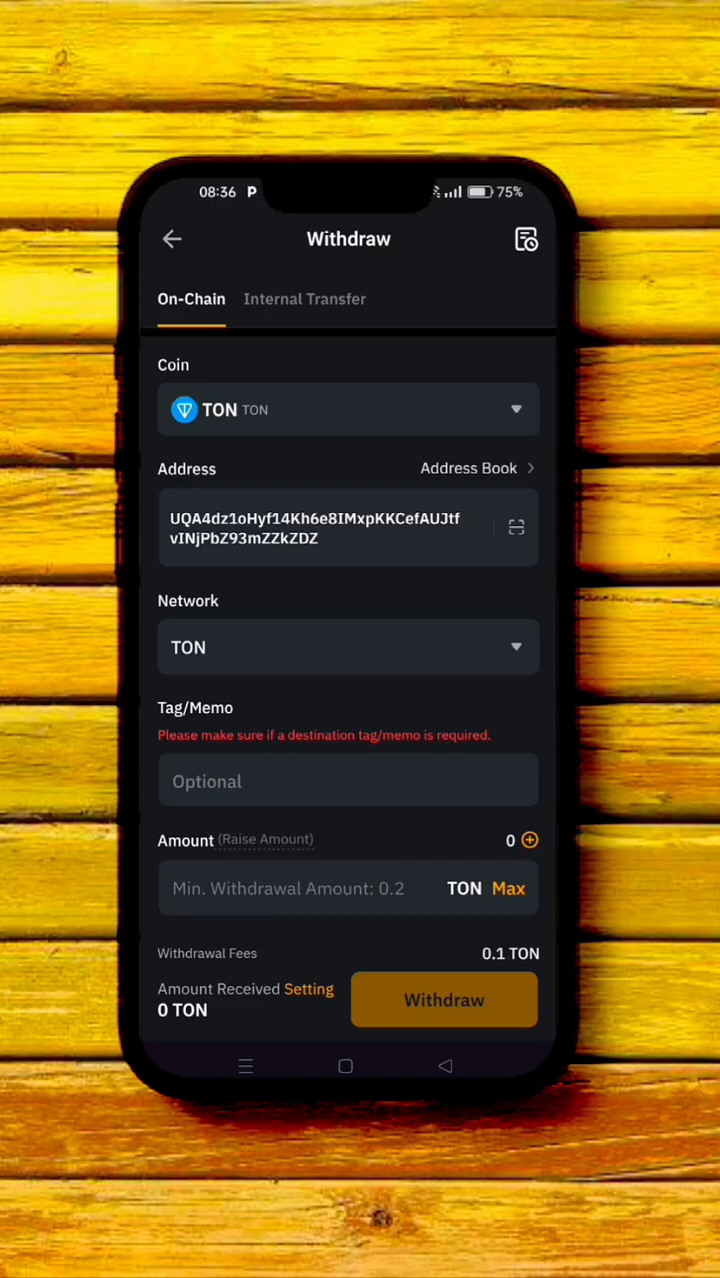 08:36 P 75%
Withdraw
On-Chain Internal Transfer
Coin
TON TON
Address Address Book >
UQA4dz1oHyf14Kh6e8IMxpKKCefAUJtf
vINjPbZ93mZZkZDZ
Network
TON
Tag/Memo
Please make sure if a destination tag/memo is required.
Optional
Amount (Raise Amount) 0
Min. Withdrawal Amount: 0.2 TON Max
Withdrawal Fees 0.1 TON
Amount Received Setting
0 TON
Withdraw